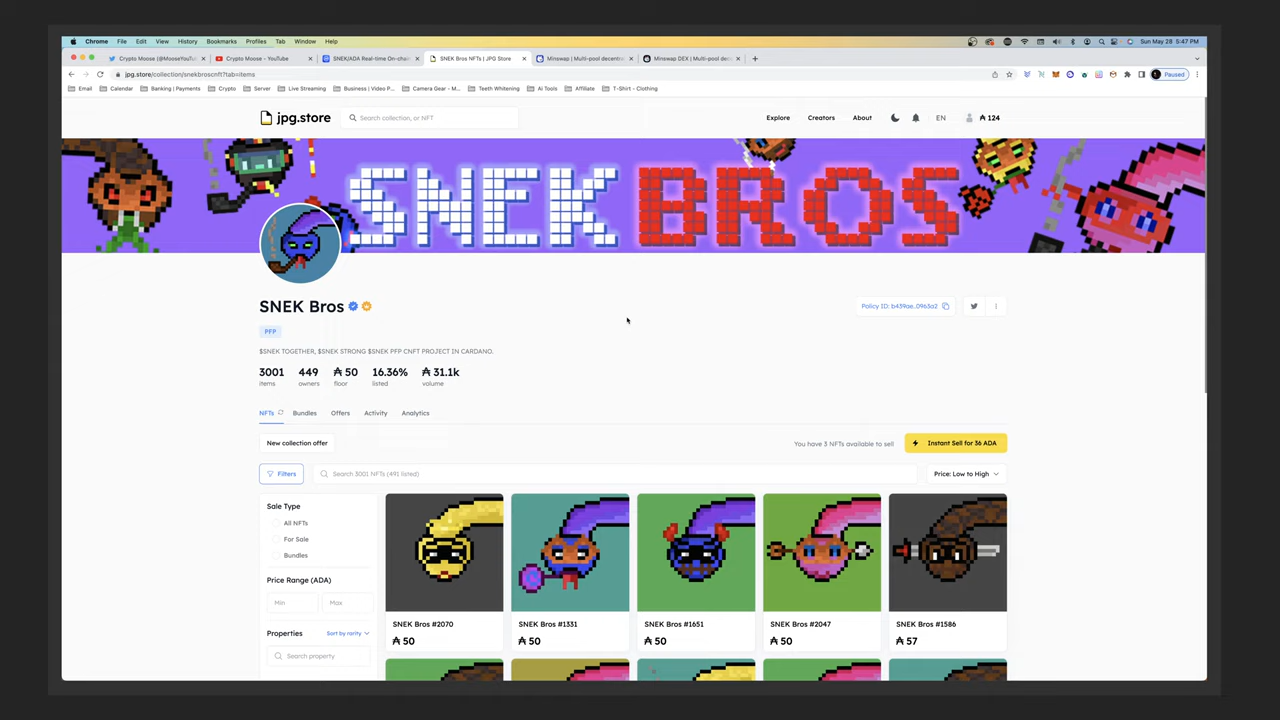 Chrome File Edit View History Bookmarks Profiles Tab Window Help
Sun May 28 5:47 PM
Crypto Moose (@MooseYouTu
Crypto Moose - YouTube
SNEK/ADA Real-time On-chai
SNEK Bros NFTs | JPG Store
Minswap | Multi-pool decentr
Minswap DEX | Multi-pool dec
jpg.store/collection/snekbroscnft?tab=items
Paused
Email Calendar Banking | Payments Crypto Server Live Streaming Business | Video P... Camera Gear - M... Teeth Whitening Ai Tools Affiliate T-Shirt - Clothing
jpg.store
Search collection, or NFT
Explore Creators About
EN
₳ 124
SNEK BROS
SNEK Bros
Policy ID: b439ae..0963a2
PFP
$SNEK TOGETHER, $SNEK STRONG $SNEK PFP CNFT PROJECT IN CARDANO.
3001 449 ₳ 50 16.36% ₳ 31.1k
items owners floor listed volume
NFTs Bundles Offers Activity Analytics
New collection offer
You have 3 NFTs available to sell
Instant Sell for 36 ADA
Filters
Search 3001 NFTs (491 listed)
Price: Low to High
Sale Type
All NFTs
For Sale
Bundles
Price Range (ADA)
Min Max
Properties
Sort by rarity
Search property
SNEK Bros #2070
₳ 50
SNEK Bros #1331
₳ 50
SNEK Bros #1651
₳ 50
SNEK Bros #2047
₳ 50
SNEK Bros #1586
₳ 57